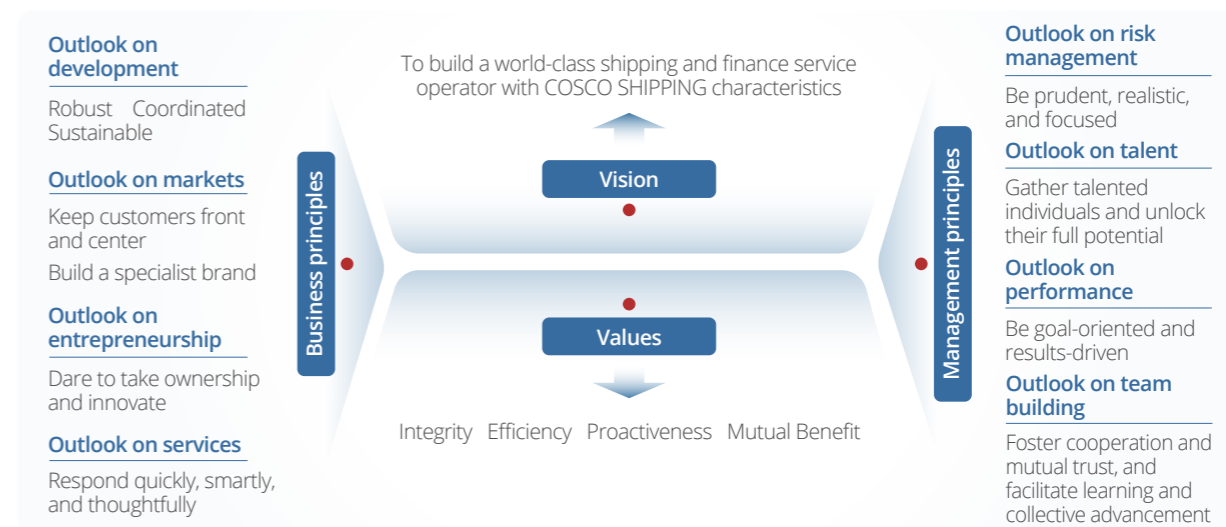 Outlook on
development
Robust Coordinated
Sustainable
Outlook on markets
Keep customers front
and center
Build a specialist brand
Outlook on
entrepreneurship
Dare to take ownership
and innovate
Outlook on services
Respond quickly, smartly,
and thoughtfully
Business principles
To build a world-class shipping and finance service
operator with COSCO SHIPPING characteristics
Vision
Values
Integrity Efficiency Proactiveness Mutual Benefit
Management principles
Outlook on risk
management
Be prudent, realistic,
and focused
Outlook on talent
Gather talented
individuals and unlock
their full potential
Outlook on
performance
Be goal-oriented and
results-driven
Outlook on team
building
Foster cooperation and
mutual trust, and
facilitate learning and
collective advancement